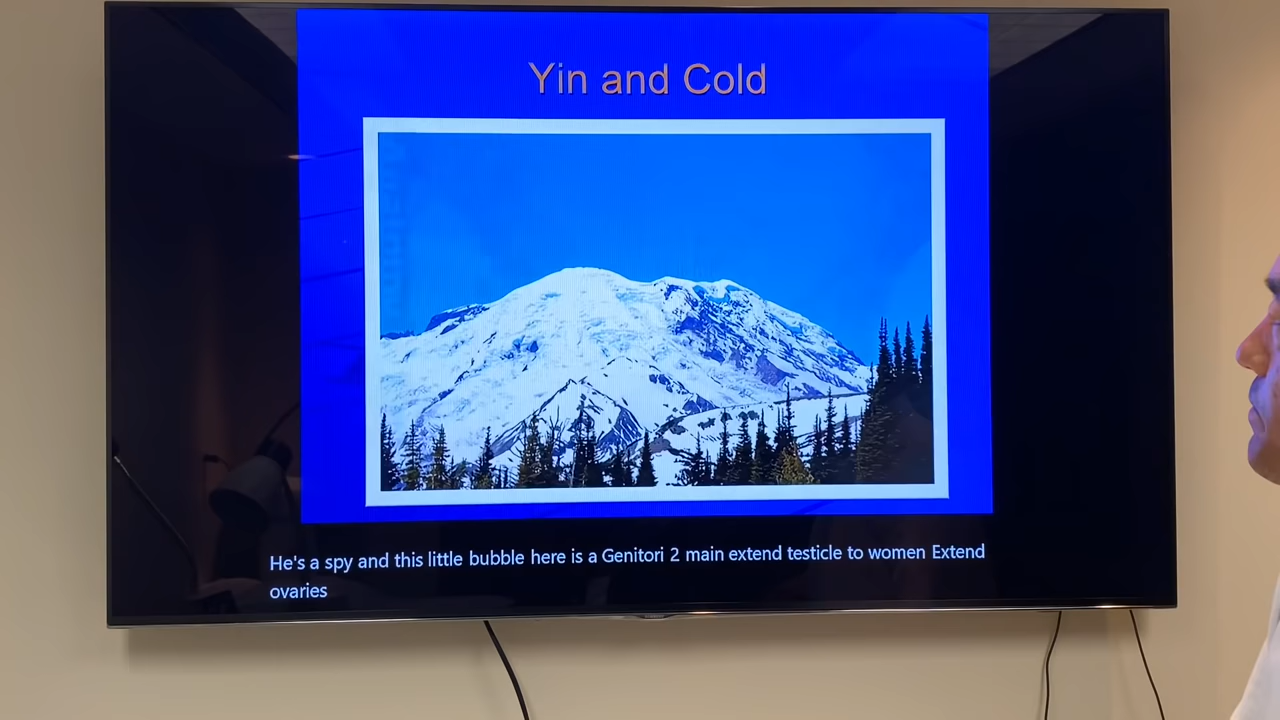 Yin and Cold
He's a spy and this little bubble here is a Genitori 2 main extend testicle to women Extend
ovaries